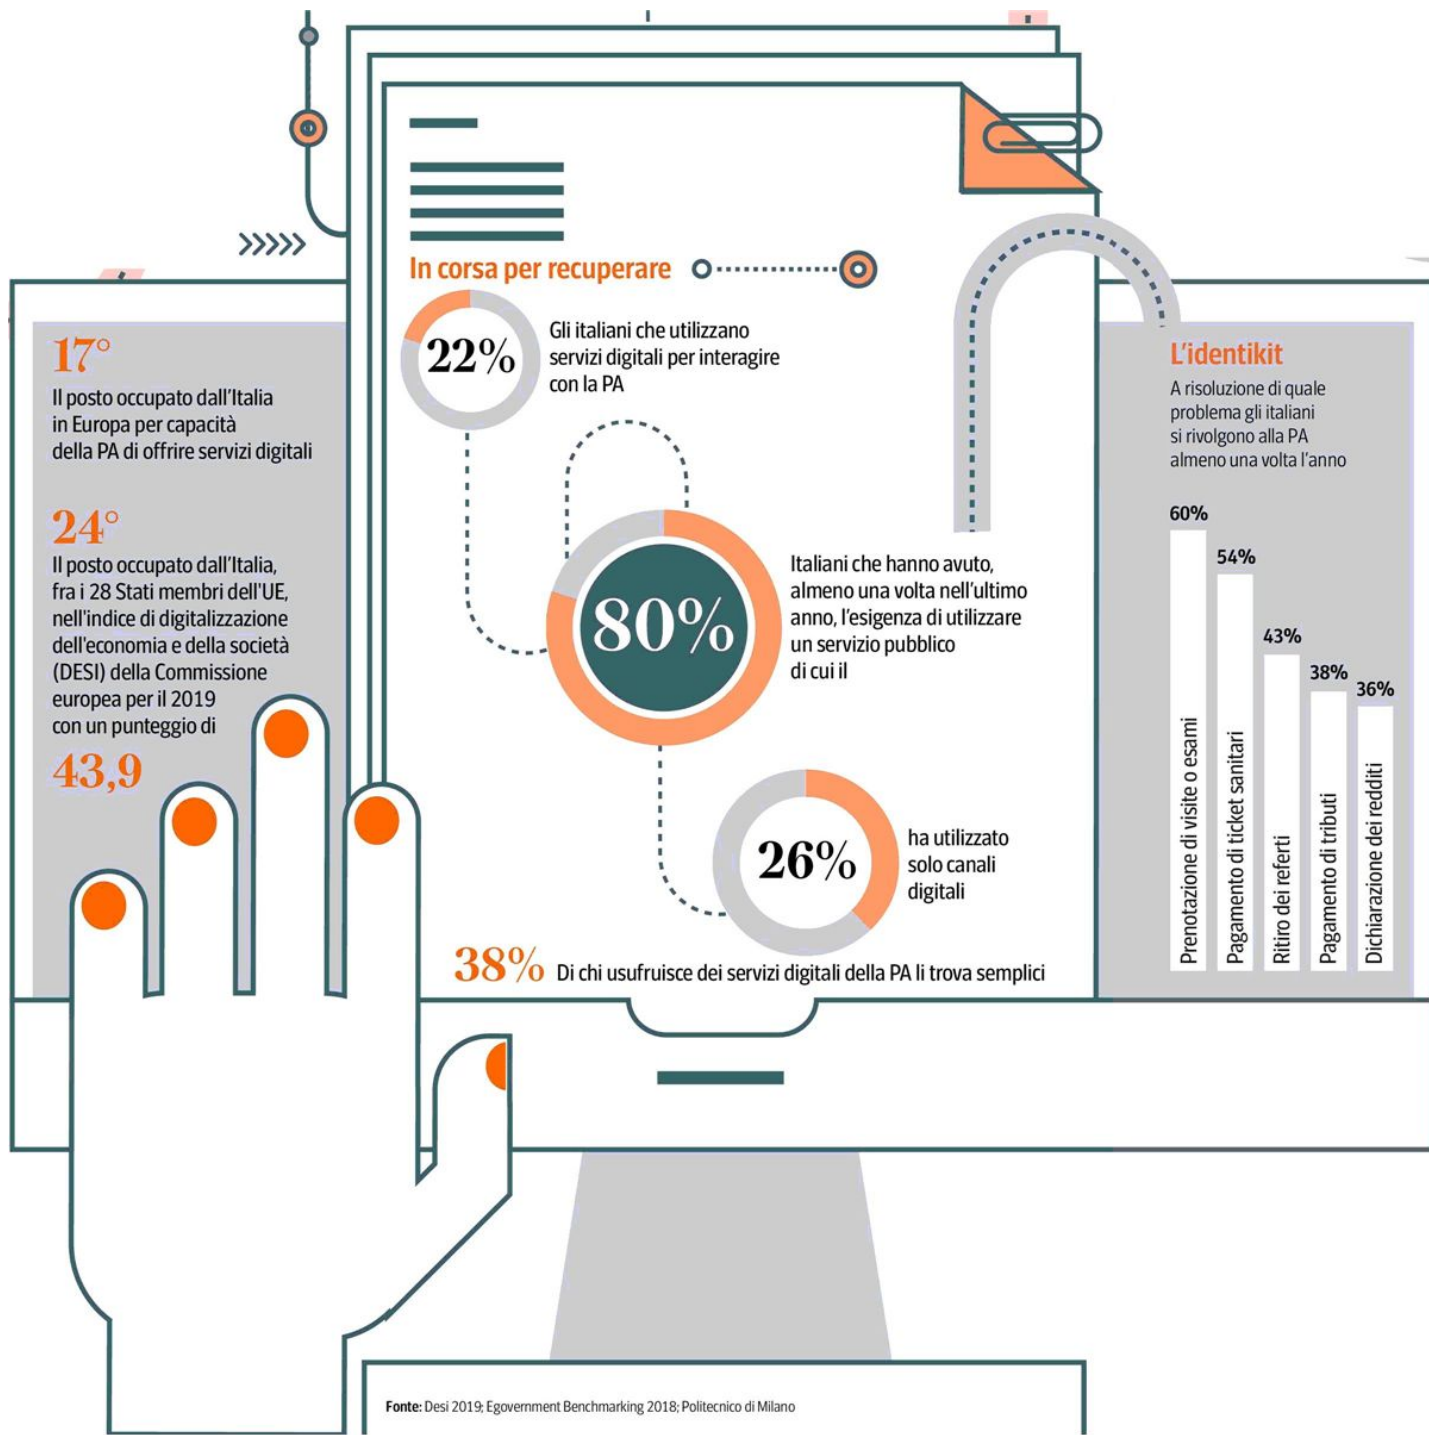 17°
Il posto occupato dall'Italia
in Europa per capacità
della PA di offrire servizi digitali
24°
Il posto occupato dall'Italia,
fra i 28 Stati membri dell'UE,
nell'indice di digitalizzazione
dell'economia e della società
(DESI) della Commissione
europea per il 2019
con un punteggio di
43,9
In corsa per recuperare
22%
Gli italiani che utilizzano
servizi digitali per interagire
con la PA
80%
Italiani che hanno avuto,
almeno una volta nell'ultimo
anno, l'esigenza di utilizzare
un servizio pubblico
di cui il
26%
ha utilizzato
solo canali
digitali
38% Di chi usufruisce dei servizi digitali della PA li trova semplici
L'identikit
A risoluzione di quale
problema gli italiani
si rivolgono alla PA
almeno una volta l'anno
60%
Prenotazione di visite o esami
54%
Pagamento di ticket sanitari
43%
Ritiro dei referti
38%
Pagamento di tributi
36%
Dichiarazione dei redditi
Fonte: Desi 2019; Egovernment Benchmarking 2018; Politecnico di Milano